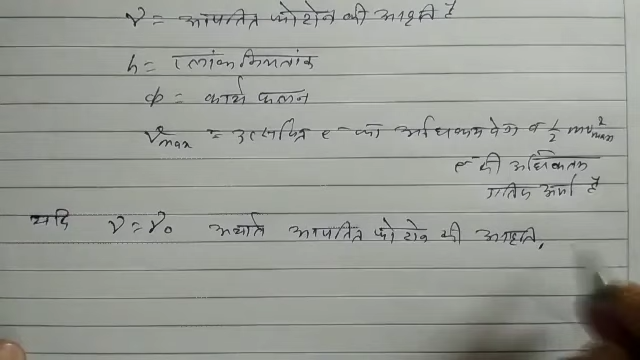 ν = आपतित फोटोन की आवृत्ति है
h = प्लांक नियतांक
ϕ = कार्य फलन
v²max = उत्सर्जित e⁻ का अधिकतम वेग व ½ mv²max
e⁻ की अधिकतम
गतिज ऊर्जा है
यदि ν = ν₀ अर्थात आपतित फोटोन की आवृत्ति,